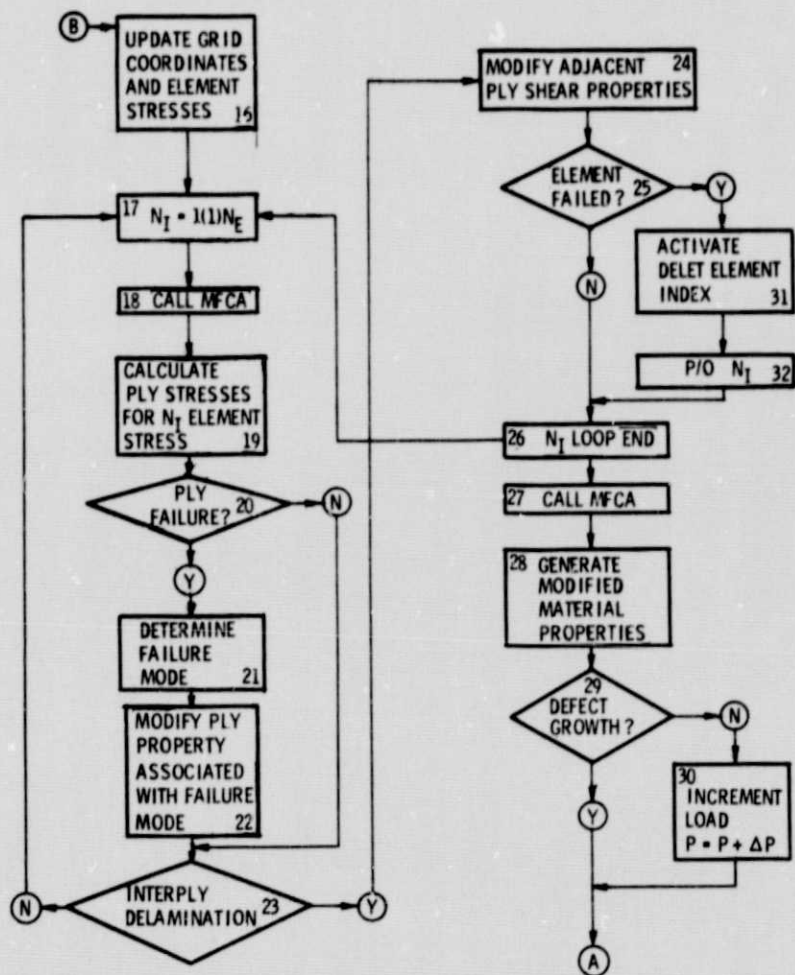 B
UPDATE GRID
COORDINATES
AND ELEMENT
STRESSES 16
17 N_I = 1(1)N_E
18 CALL MFCA
CALCULATE
PLY STRESSES
FOR N_I ELEMENT
STRESS 19
PLY
FAILURE? 20
N
Y
DETERMINE
FAILURE
MODE 21
MODIFY PLY
PROPERTY
ASSOCIATED
WITH FAILURE
MODE 22
N
INTERPLY
DELAMINATION 23
Y
24
MODIFY ADJACENT
PLY SHEAR PROPERTIES
ELEMENT
FAILED? 25
Y
N
ACTIVATE
DELET ELEMENT
INDEX 31
P/O N_I 32
26 N_I LOOP END
27 CALL MFCA
28 GENERATE
MODIFIED
MATERIAL
PROPERTIES
29
DEFECT
GROWTH?
N
Y
30
INCREMENT
LOAD
P = P + ΔP
A